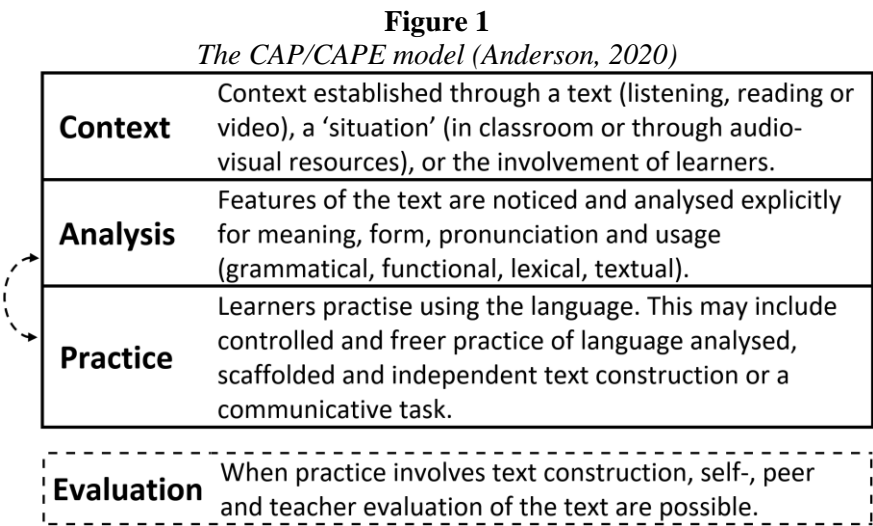 Figure 1
The CAP/CAPE model (Anderson, 2020)
Context
Context established through a text (listening, reading or
video), a ‘situation’ (in classroom or through audio-
visual resources), or the involvement of learners.
Analysis
Features of the text are noticed and analysed explicitly
for meaning, form, pronunciation and usage
(grammatical, functional, lexical, textual).
Practice
Learners practise using the language. This may include
controlled and freer practice of language analysed,
scaffolded and independent text construction or a
communicative task.
Evaluation
When practice involves text construction, self-, peer
and teacher evaluation of the text are possible.